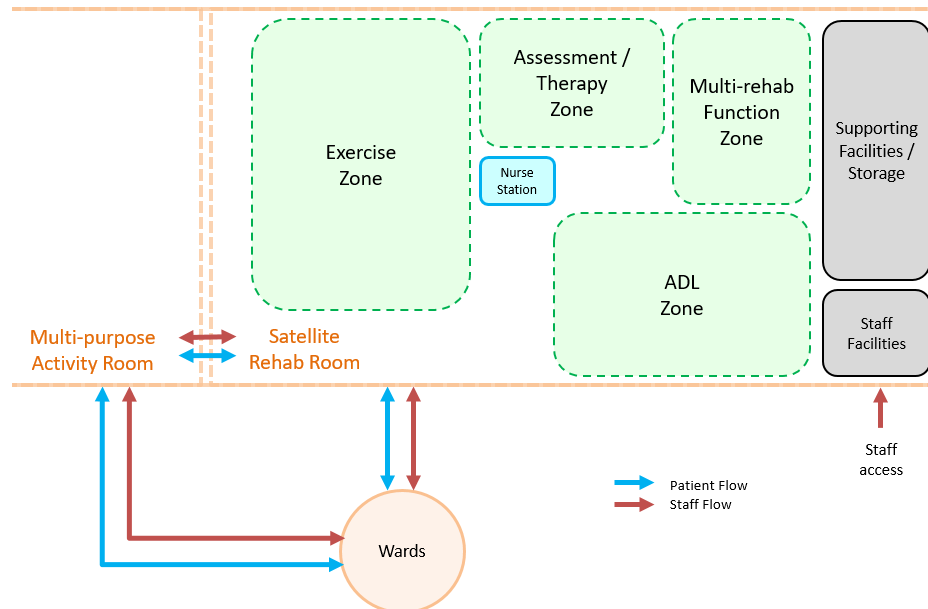 Exercise
Zone
Assessment /
Therapy
Zone
Multi-rehab
Function
Zone
Supporting
Facilities /
Storage
Nurse
Station
ADL
Zone
Staff
Facilities
Multi-purpose
Activity Room
Satellite
Rehab Room
Staff
access
Patient Flow
Staff Flow
Wards